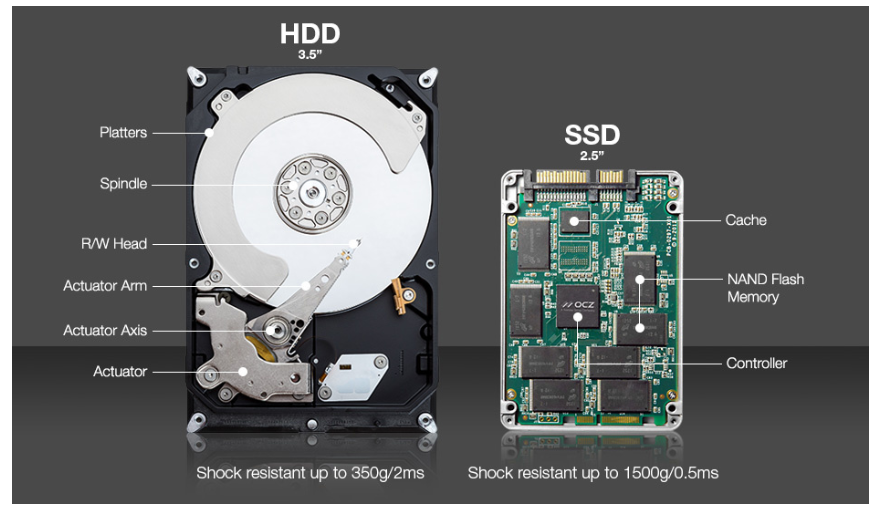 HDD
3.5"
Platters
Spindle
R/W Head
Actuator Arm
Actuator Axis
Actuator
Shock resistant up to 350g/2ms
SSD
2.5"
Cache
NAND Flash
Memory
Controller
OCZ
Shock resistant up to 1500g/0.5ms